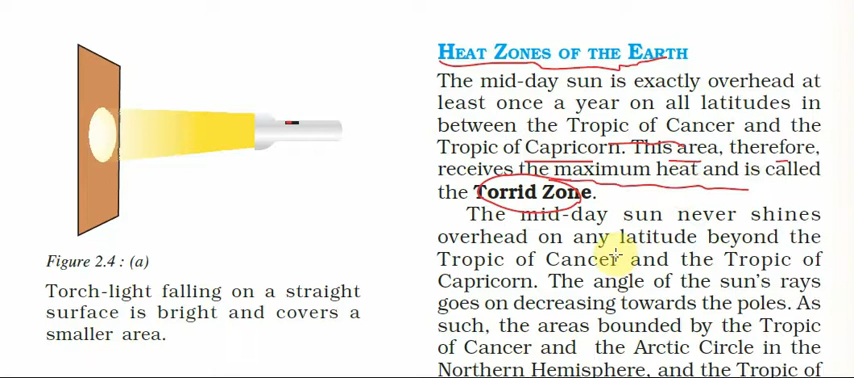 Figure 2.4 : (a)
Torch-light falling on a straight
surface is bright and covers a
smaller area.
HEAT ZONES OF THE EARTH
The mid-day sun is exactly overhead at
least once a year on all latitudes in
between the Tropic of Cancer and the
Tropic of Capricorn. This area, therefore,
receives the maximum heat and is called
the Torrid Zone.
The mid-day sun never shines
overhead on any latitude beyond the
Tropic of Cancer and the Tropic of
Capricorn. The angle of the sun's rays
goes on decreasing towards the poles. As
such, the areas bounded by the Tropic
of Cancer and the Arctic Circle in the
Northern Hemisphere, and the Tropic of